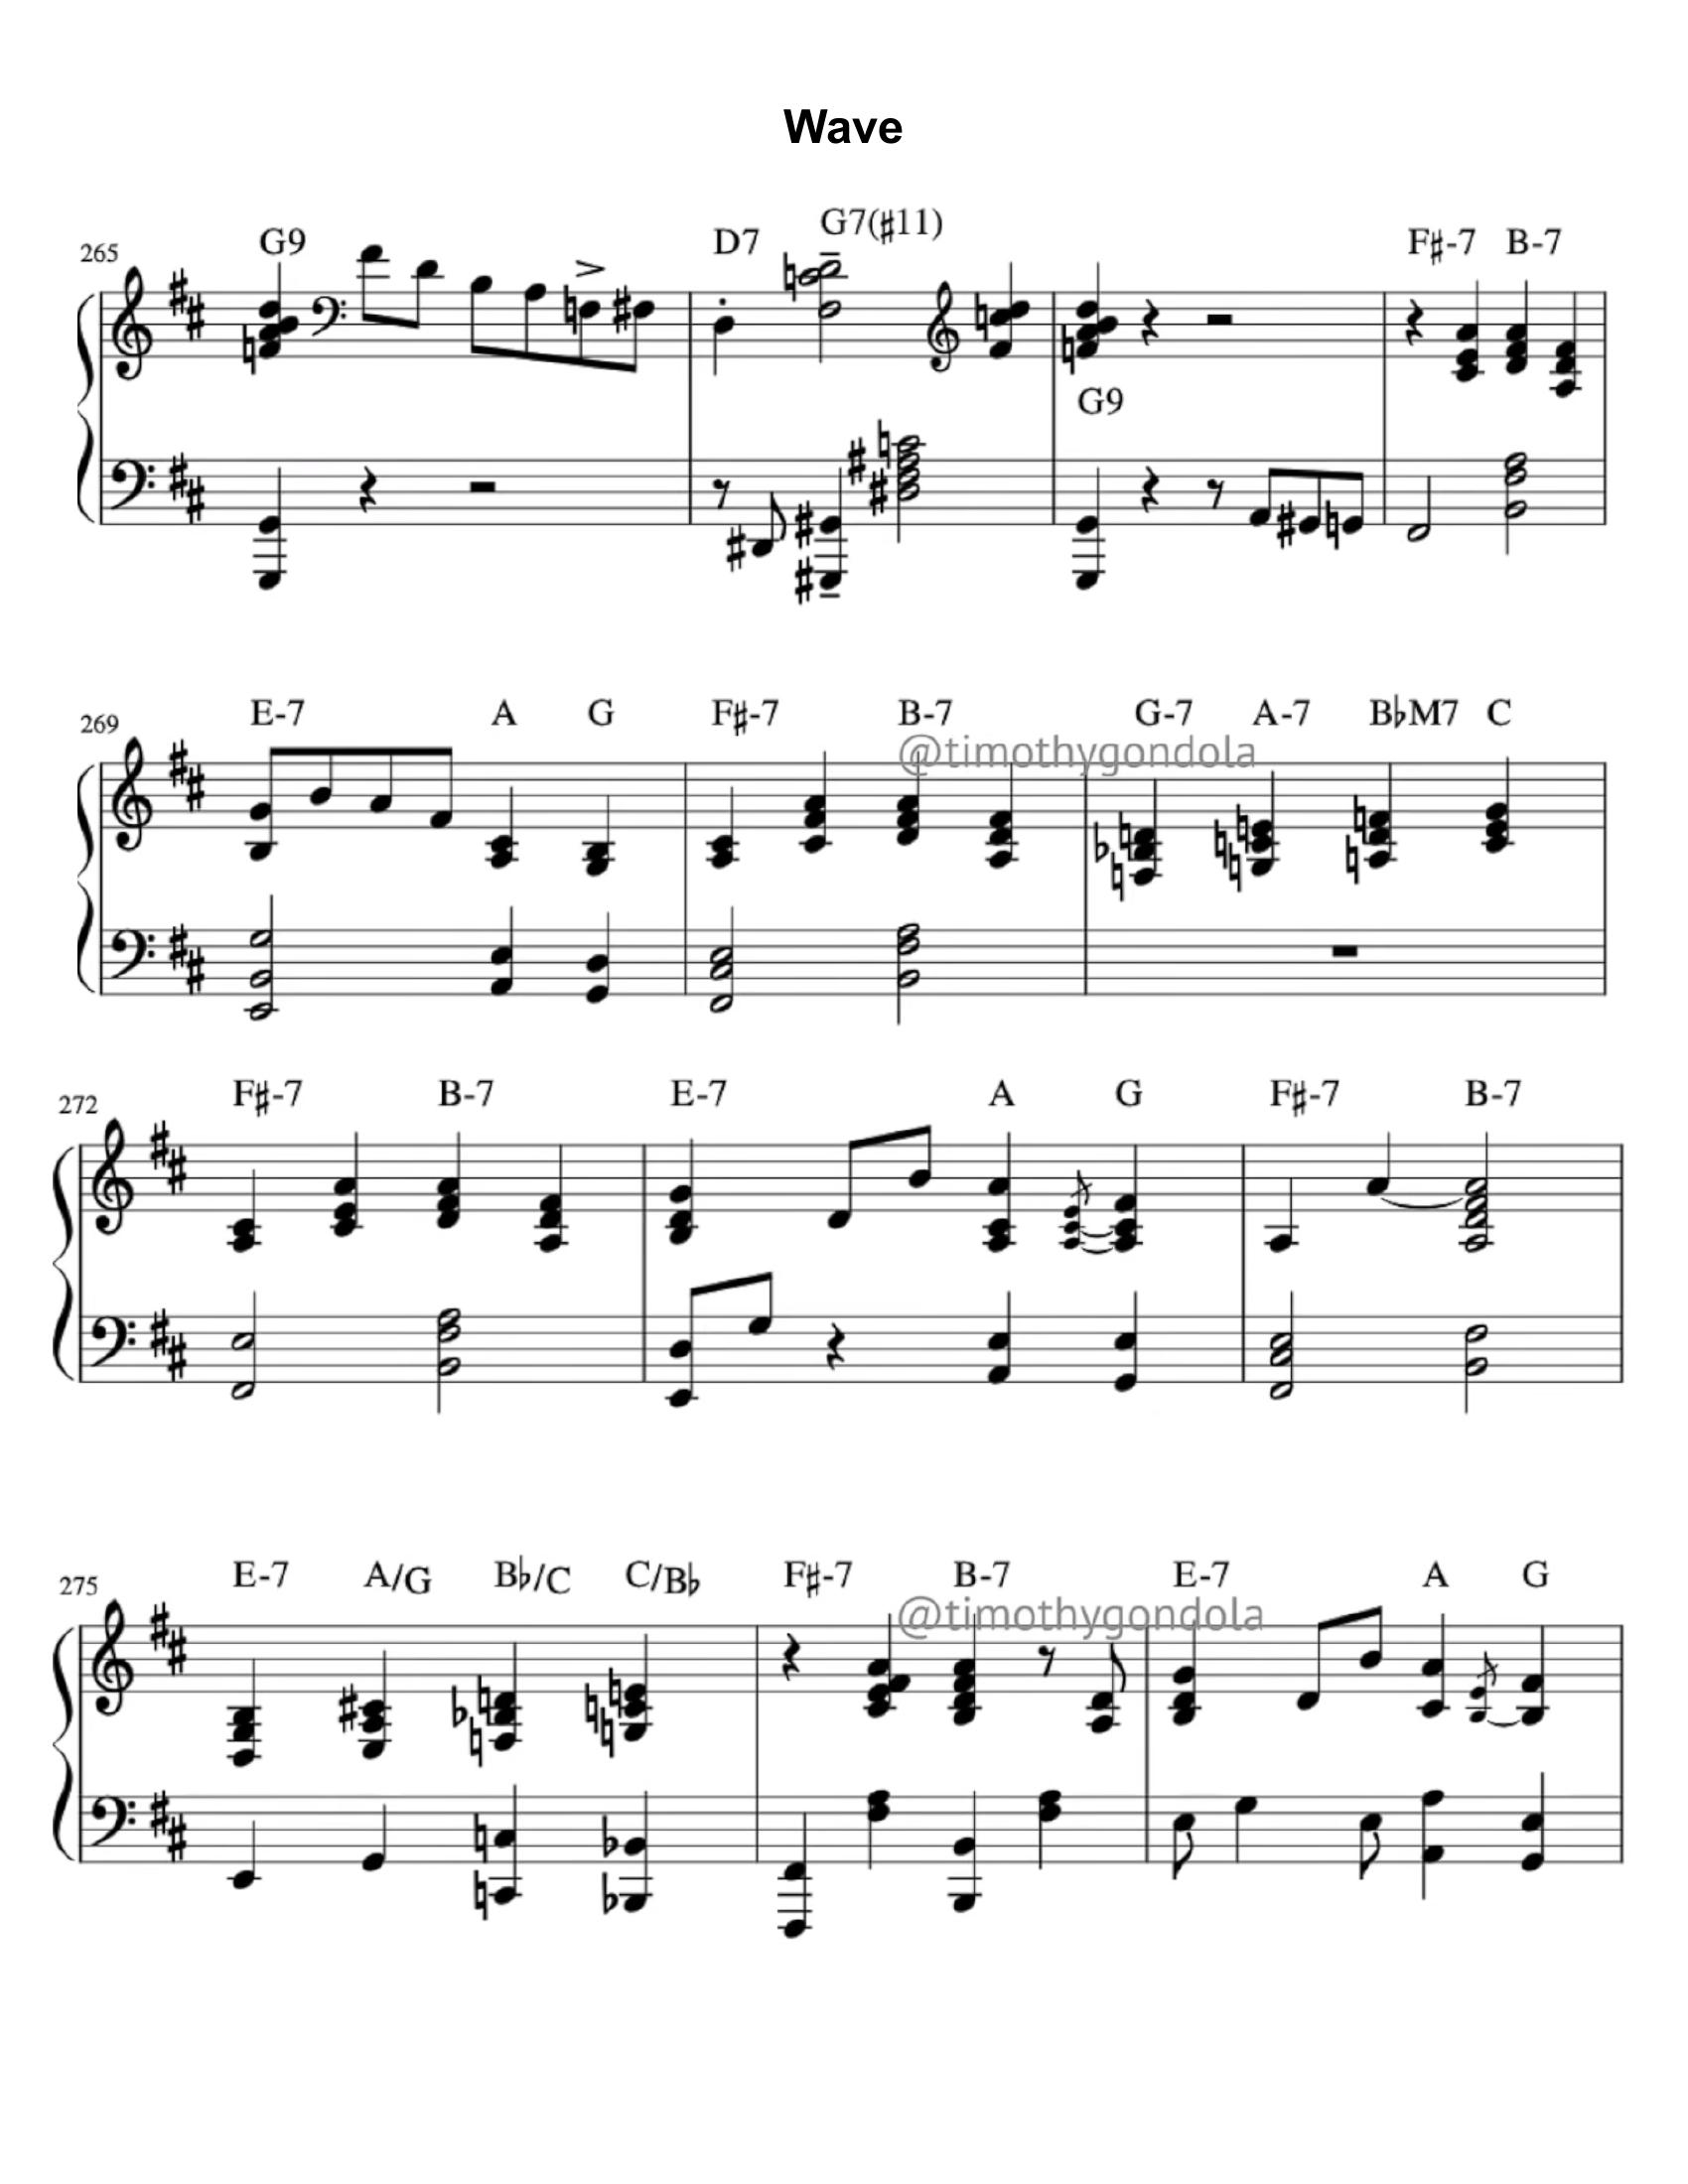 Wave
265
G9 D7 G7(♯11) F♯-7 B-7
G9
269
E-7 A G F♯-7 B-7 G-7 A-7 B♭M7 C
@timothygondola
272
F♯-7 B-7 E-7 A G F♯-7 B-7
275
E-7 A/G B♭/C C/B♭ F♯-7 B-7 E-7 A G
@timothygondola